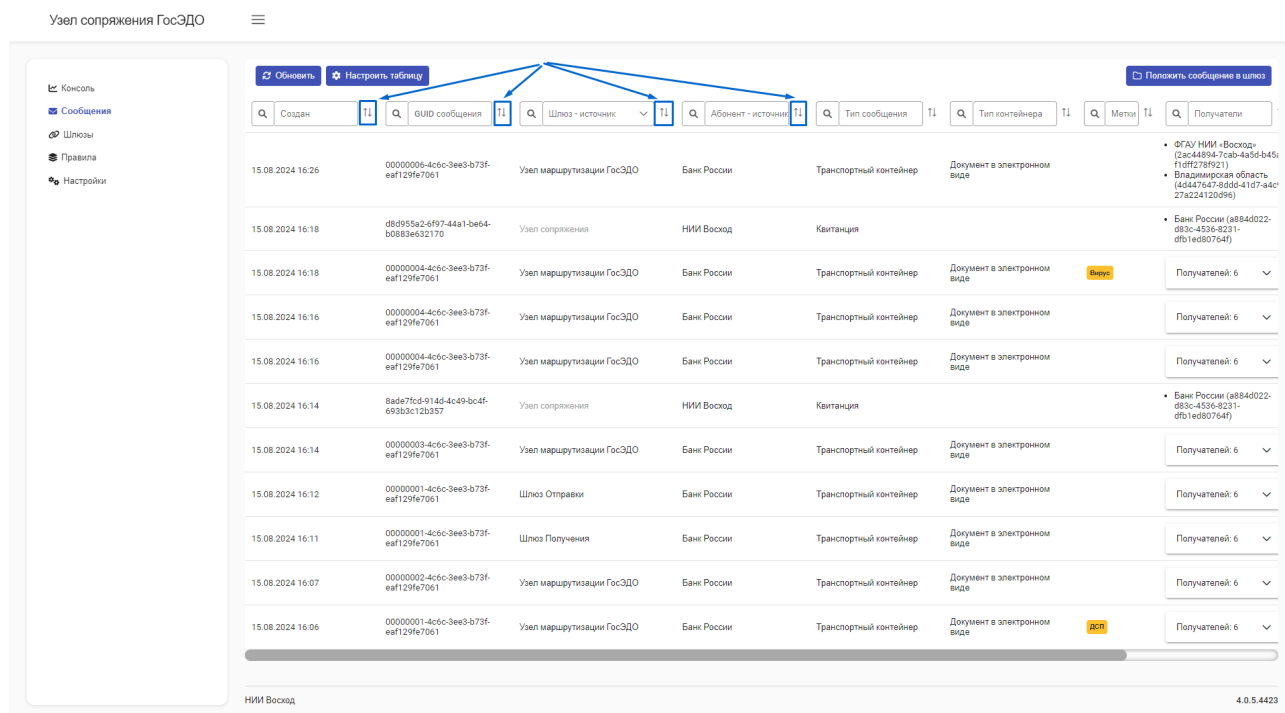 Узел сопряжения ГосЭДО
Консоль
Сообщения
Шлюзы
Правила
Настройки
Обновить
Настроить таблицу
Положить сообщение в шлюз
Создан
GUID сообщения
Шлюз - источник
Абонент - источник
Тип сообщения
Тип контейнера
Метки
Получатели
15.08.2024 16:26
00000006-4c6c-3ee3-b73f-
eaf129fe7061
Узел маршрутизации ГосЭДО
Банк России
Транспортный контейнер
Документ в электронном
виде
ФГАУ НИИ «Восход»
(2ac44894-7cab-4a5d-b45
f1dff278f921)
Владимирская область
(4d447647-8ddd-41d7-a4c
27a224120d96)
15.08.2024 16:18
d8d955a2-6f97-44a1-be64-
b0883e632170
Узел сопряжения
НИИ Восход
Квитанция
Банк России (a884d022-
d83c-4536-8231-
dfb1ed80764f)
15.08.2024 16:18
00000004-4c6c-3ee3-b73f-
eaf129fe7061
Узел маршрутизации ГосЭДО
Банк России
Транспортный контейнер
Документ в электронном
виде
Вирус
Получателей: 6
15.08.2024 16:16
00000004-4c6c-3ee3-b73f-
eaf129fe7061
Узел маршрутизации ГосЭДО
Банк России
Транспортный контейнер
Документ в электронном
виде
Получателей: 6
15.08.2024 16:16
00000004-4c6c-3ee3-b73f-
eaf129fe7061
Узел маршрутизации ГосЭДО
Банк России
Транспортный контейнер
Документ в электронном
виде
Получателей: 6
15.08.2024 16:14
8ade7fcd-914d-4c49-bc4f-
693b3c12b357
Узел сопряжения
НИИ Восход
Квитанция
Банк России (a884d022-
d83c-4536-8231-
dfb1ed80764f)
15.08.2024 16:14
00000003-4c6c-3ee3-b73f-
eaf129fe7061
Узел маршрутизации ГосЭДО
Банк России
Транспортный контейнер
Документ в электронном
виде
Получателей: 6
15.08.2024 16:12
00000001-4c6c-3ee3-b73f-
eaf129fe7061
Шлюз Отправки
Банк России
Транспортный контейнер
Документ в электронном
виде
Получателей: 6
15.08.2024 16:11
00000001-4c6c-3ee3-b73f-
eaf129fe7061
Шлюз Получения
Банк России
Транспортный контейнер
Документ в электронном
виде
Получателей: 6
15.08.2024 16:07
00000002-4c6c-3ee3-b73f-
eaf129fe7061
Узел маршрутизации ГосЭДО
Банк России
Транспортный контейнер
Документ в электронном
виде
Получателей: 6
15.08.2024 16:06
00000001-4c6c-3ee3-b73f-
eaf129fe7061
Узел маршрутизации ГосЭДО
Банк России
Транспортный контейнер
Документ в электронном
виде
ДСП
Получателей: 6
НИИ Восход
4.0.5.4423